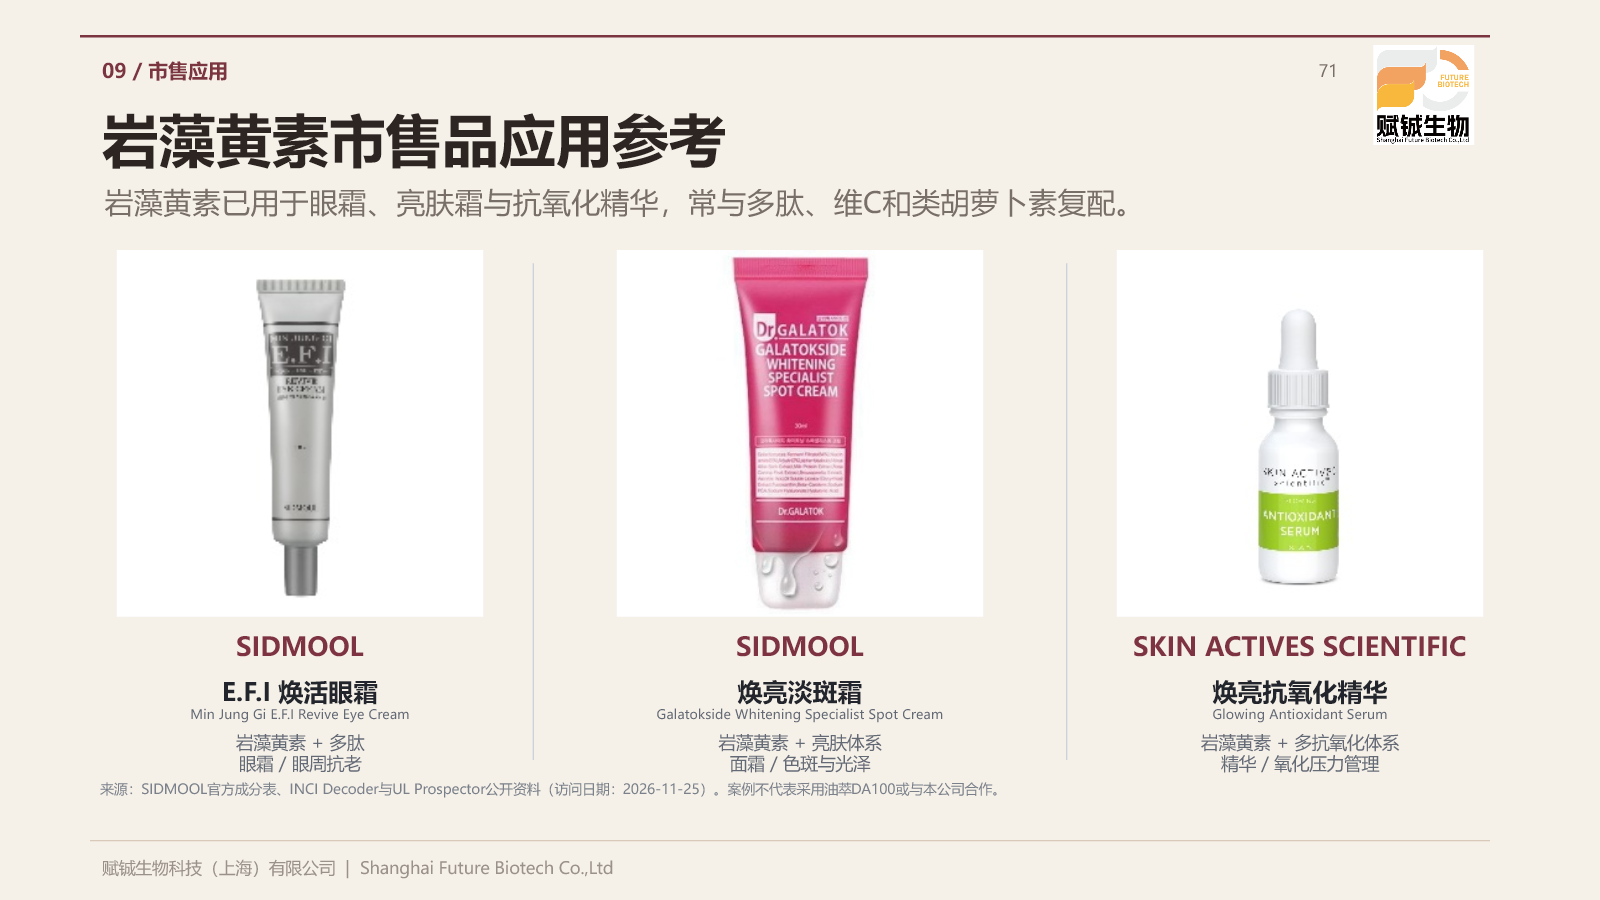 09 / 市售应用
71
FUTURE
BIOTECH
赋铖生物
Shanghai Future Biotech Co.,Ltd
岩藻黄素市售品应用参考
岩藻黄素已用于眼霜、亮肤霜与抗氧化精华，常与多肽、维C和类胡萝卜素复配。
E.F.I
REVIVE
EYE CREAM
Dr.GALATOK
GALATOKSIDE
WHITENING
SPECIALIST
SPOT CREAM
30ml
Dr.GALATOK
SKIN ACTIVES
scientific
ANTIOXIDANT
SERUM
SIDMOOL
E.F.I 焕活眼霜
Min Jung Gi E.F.I Revive Eye Cream
岩藻黄素 + 多肽
眼霜 / 眼周抗老
SIDMOOL
焕亮淡斑霜
Galatokside Whitening Specialist Spot Cream
岩藻黄素 + 亮肤体系
面霜 / 色斑与光泽
SKIN ACTIVES SCIENTIFIC
焕亮抗氧化精华
Glowing Antioxidant Serum
岩藻黄素 + 多抗氧化体系
精华 / 氧化压力管理
来源：SIDMOOL官方成分表、INCI Decoder与UL Prospector公开资料（访问日期：2026-11-25）。案例不代表采用油萃DA100或与本公司合作。
赋铖生物科技（上海）有限公司 | Shanghai Future Biotech Co.,Ltd